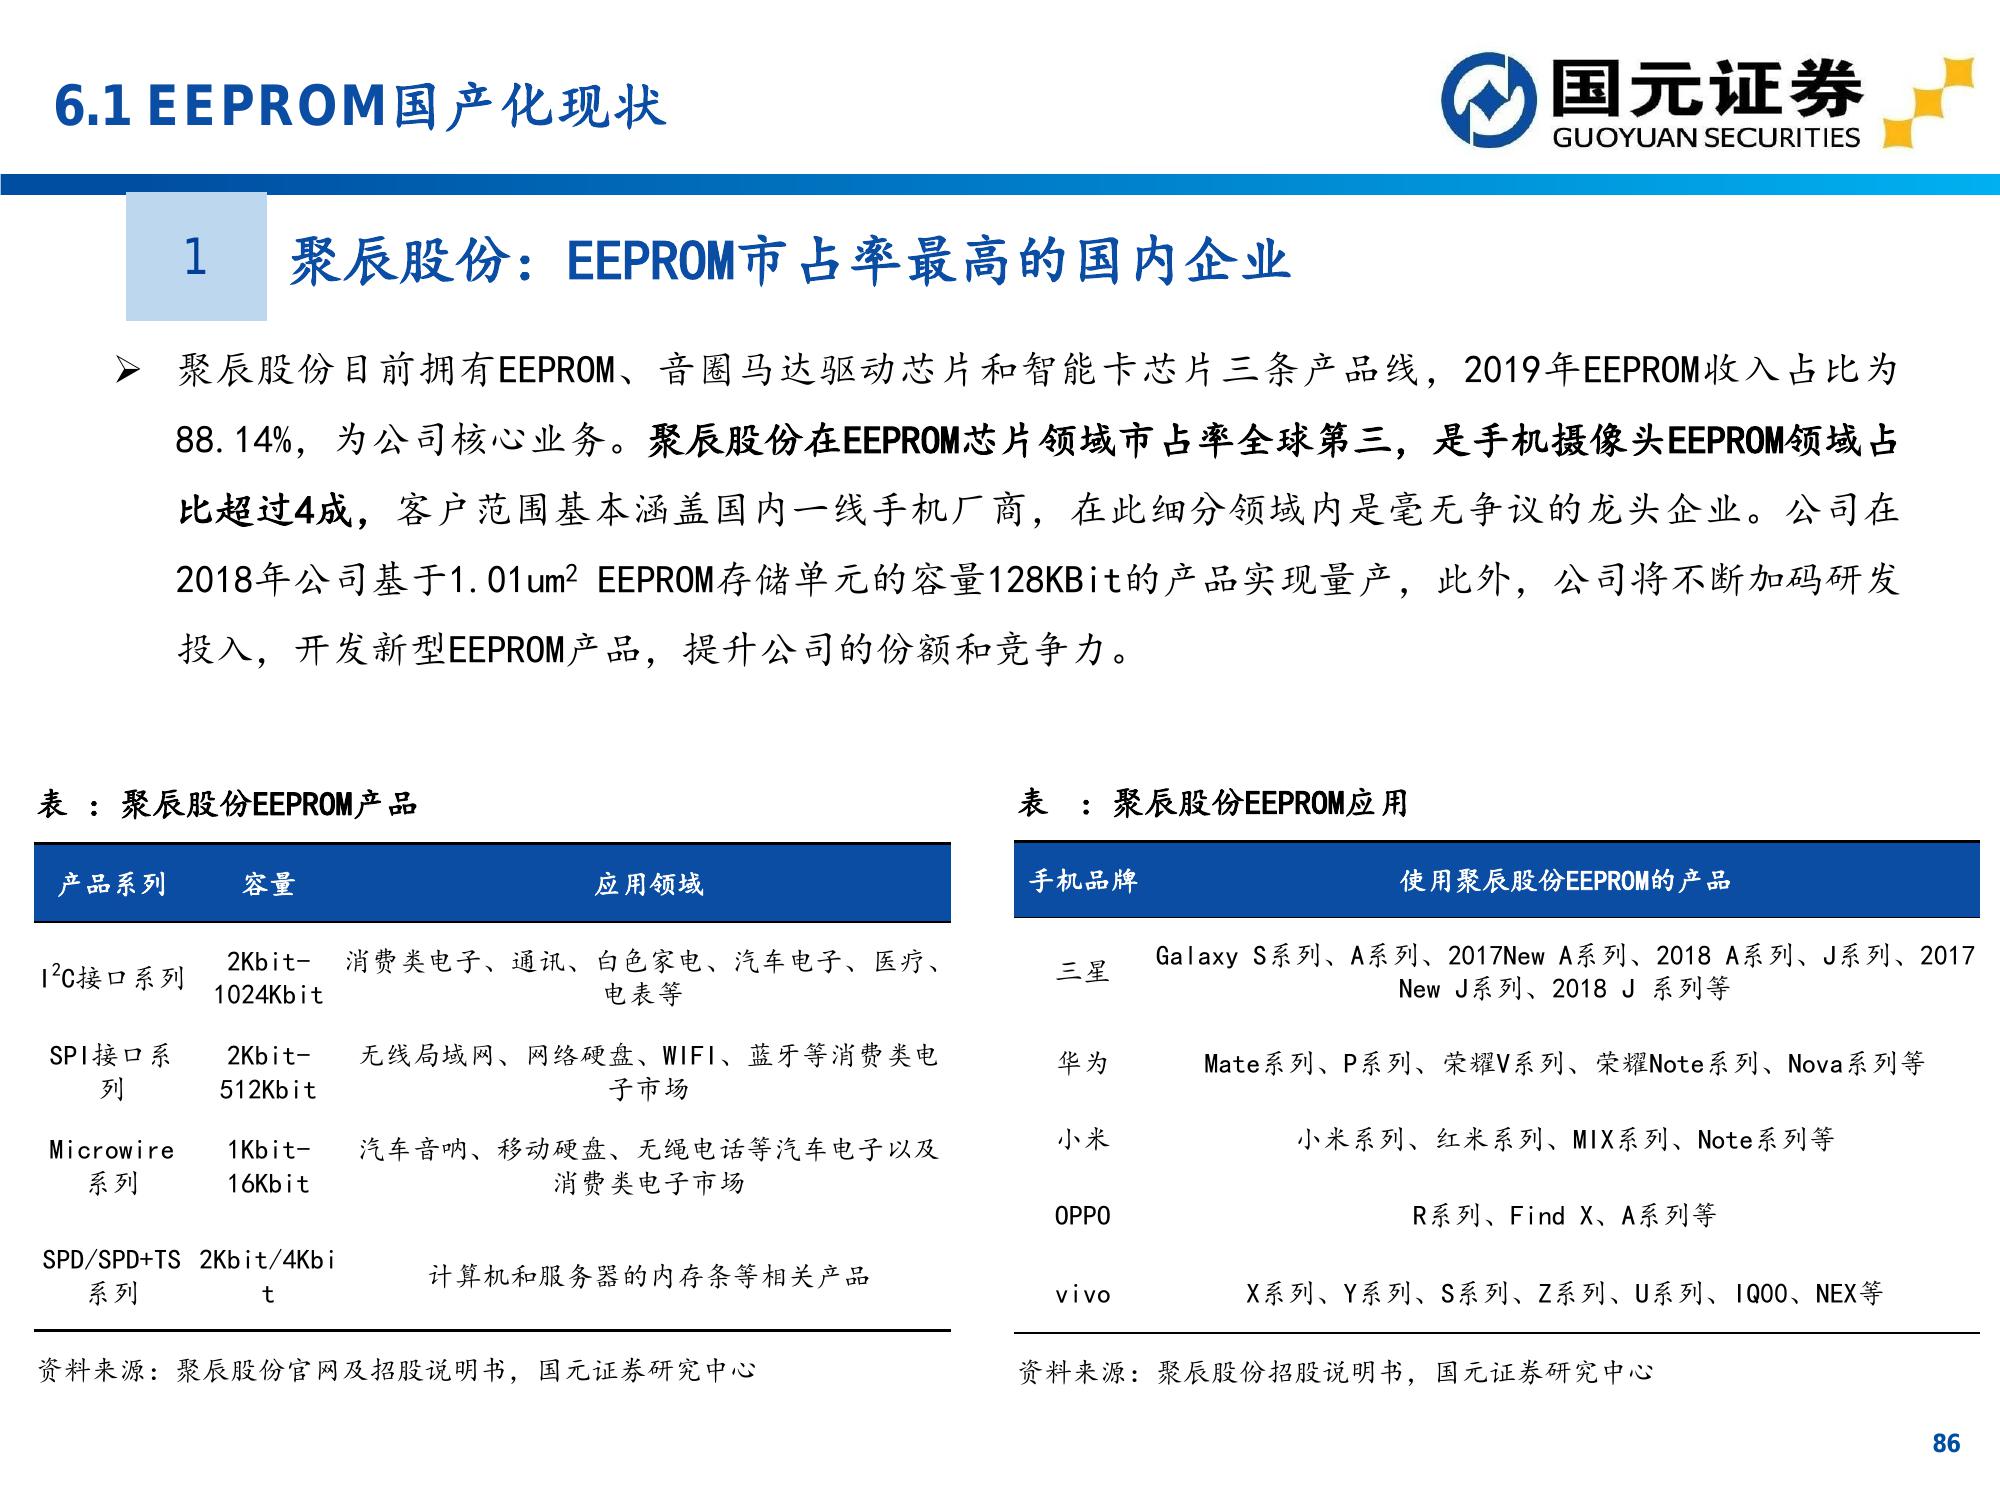 6.1 EEPROM国产化现状
国元证券
GUOYUAN SECURITIES
1
聚辰股份：EEPROM市占率最高的国内企业
➢ 聚辰股份目前拥有EEPROM、音圈马达驱动芯片和智能卡芯片三条产品线，2019年EEPROM收入占比为
88.14%，为公司核心业务。聚辰股份在EEPROM芯片领域市占率全球第三，是手机摄像头EEPROM领域占
比超过4成，客户范围基本涵盖国内一线手机厂商，在此细分领域内是毫无争议的龙头企业。公司在
2018年公司基于1.01um² EEPROM存储单元的容量128KBit的产品实现量产，此外，公司将不断加码研发
投入，开发新型EEPROM产品，提升公司的份额和竞争力。
表 ：聚辰股份EEPROM产品
产品系列 容量 应用领域
I²C接口系列 2Kbit-1024Kbit 消费类电子、通讯、白色家电、汽车电子、医疗、
电表等
SPI接口系列 2Kbit-512Kbit 无线局域网、网络硬盘、WIFI、蓝牙等消费类电
子市场
Microwire系列 1Kbit-16Kbit 汽车音呐、移动硬盘、无绳电话等汽车电子以及
消费类电子市场
SPD/SPD+TS系列 2Kbit/4Kbit 计算机和服务器的内存条等相关产品
资料来源：聚辰股份官网及招股说明书，国元证券研究中心
表 ：聚辰股份EEPROM应用
手机品牌 使用聚辰股份EEPROM的产品
三星 Galaxy S系列、A系列、2017New A系列、2018 A系列、J系列、2017
New J系列、2018 J 系列等
华为 Mate系列、P系列、荣耀V系列、荣耀Note系列、Nova系列等
小米 小米系列、红米系列、MIX系列、Note系列等
OPPO R系列、Find X、A系列等
vivo X系列、Y系列、S系列、Z系列、U系列、IQOO、NEX等
资料来源：聚辰股份招股说明书，国元证券研究中心
86